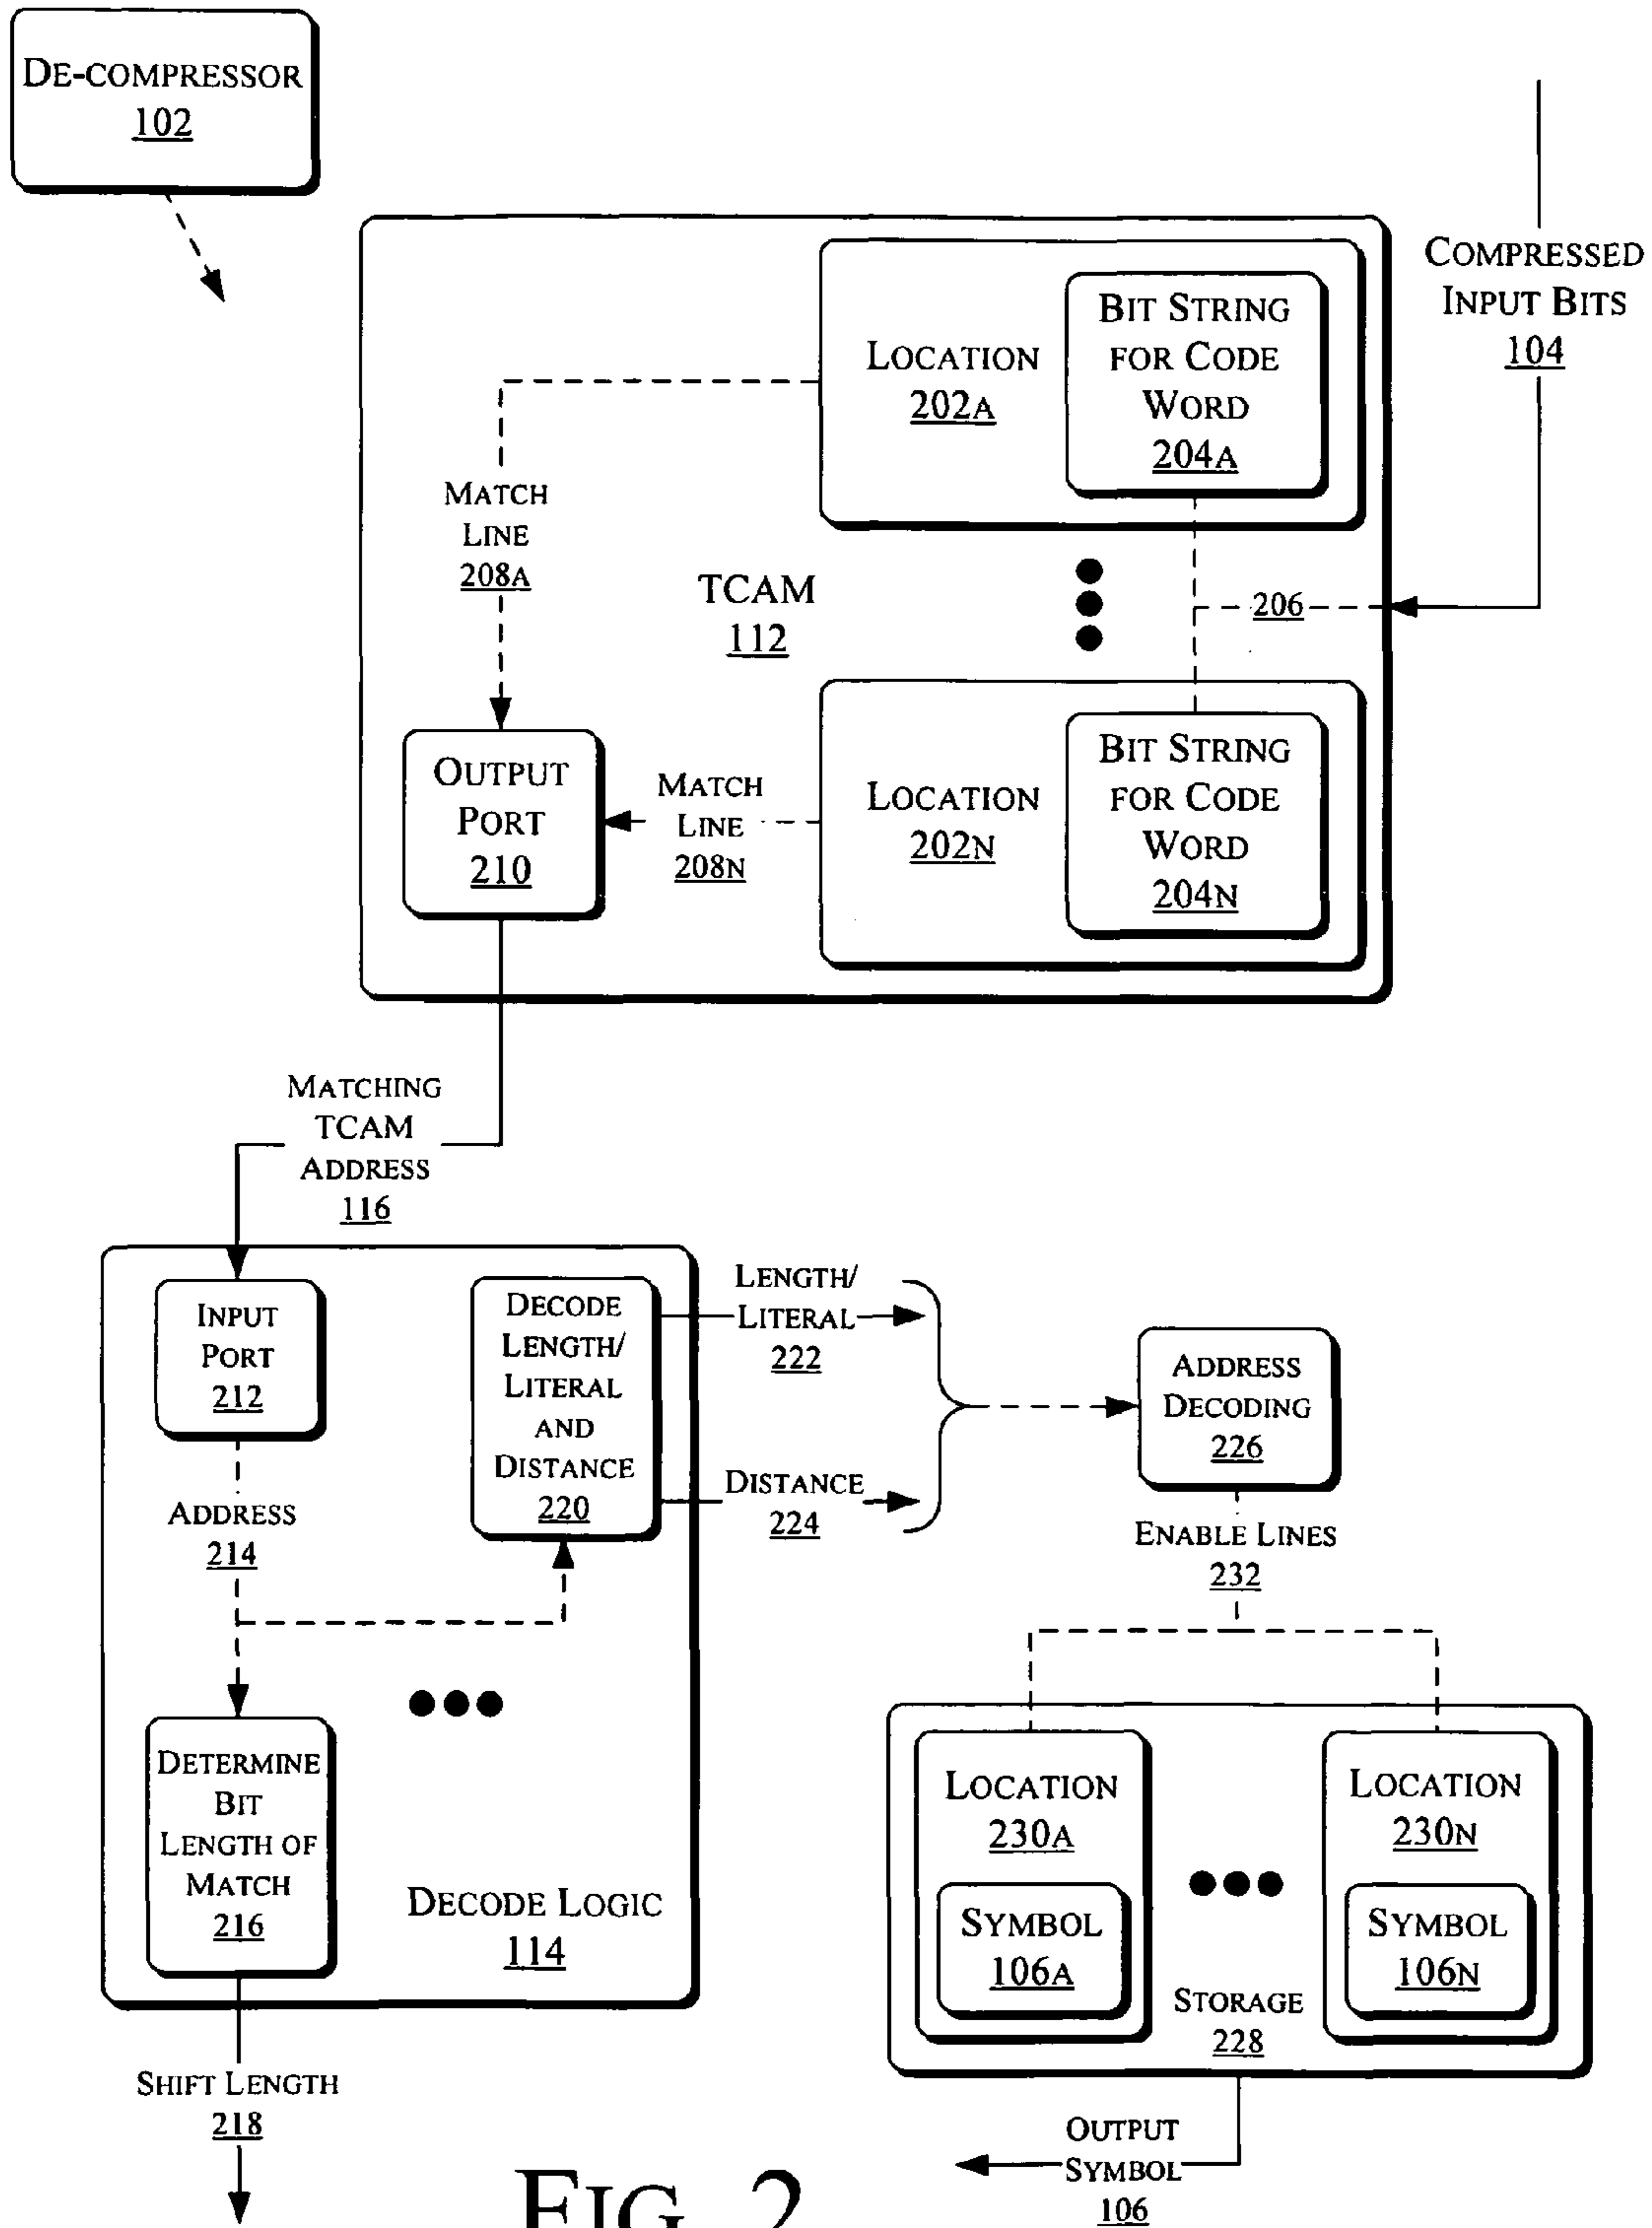 DE-COMPRESSOR
102
COMPRESSED
INPUT BITS
104
LOCATION
202A
BIT STRING
FOR CODE
WORD
204A
MATCH
LINE
208A
TCAM
112
206
OUTPUT
PORT
210
MATCH
LINE
208N
LOCATION
202N
BIT STRING
FOR CODE
WORD
204N
MATCHING
TCAM
ADDRESS
116
INPUT
PORT
212
DECODE
LENGTH/
LITERAL
AND
DISTANCE
220
LENGTH/
LITERAL
222
DISTANCE
224
ADDRESS
DECODING
226
ADDRESS
214
ENABLE LINES
232
DETERMINE
BIT
LENGTH OF
MATCH
216
DECODE LOGIC
114
LOCATION
230A
SYMBOL
106A
LOCATION
230N
SYMBOL
106N
STORAGE
228
SHIFT LENGTH
218
OUTPUT
SYMBOL
106
FIG. 2